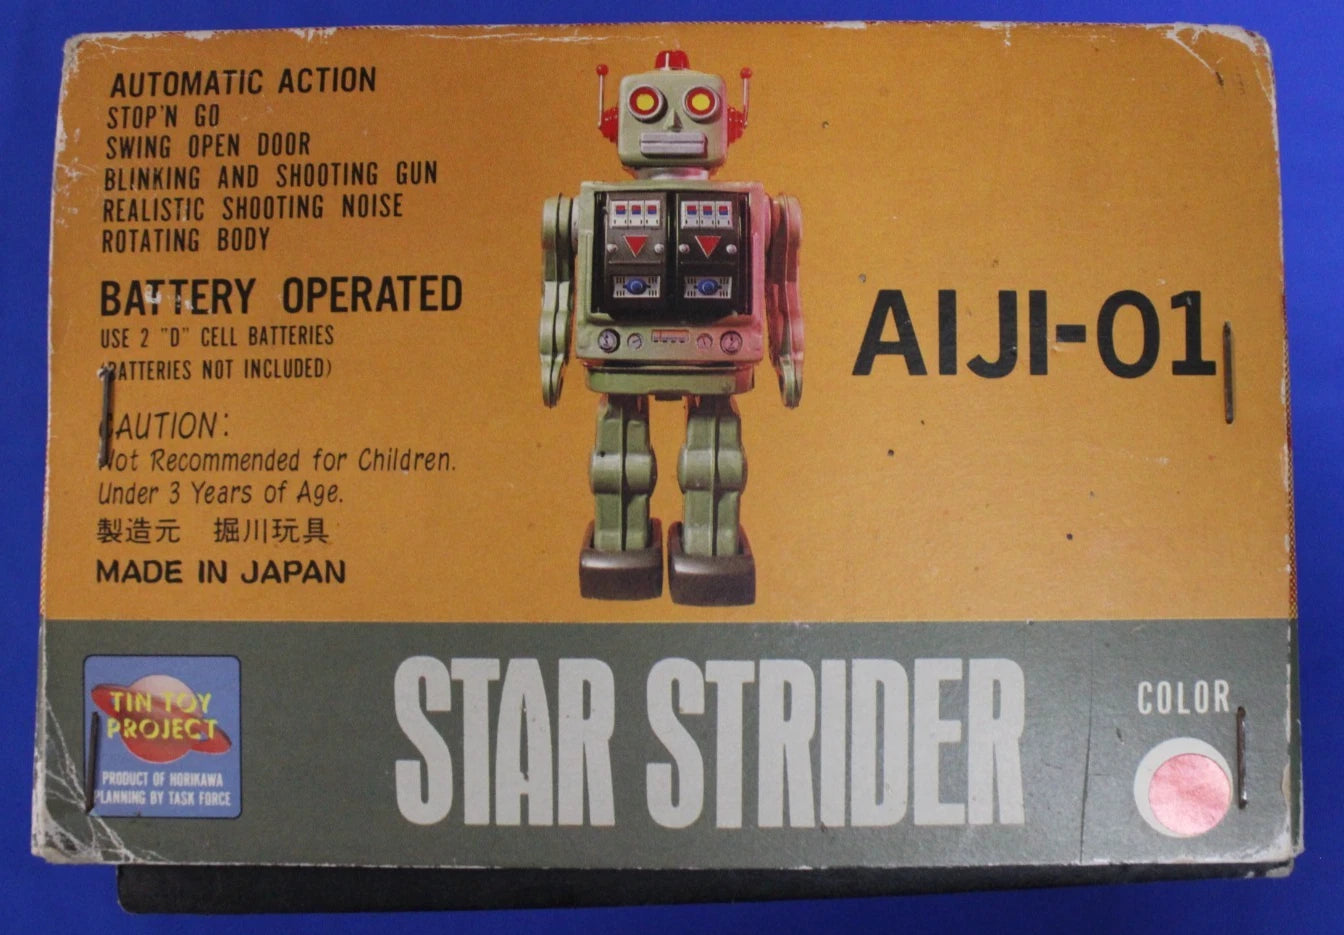 AUTOMATIC ACTION
STOP'N GO
SWING OPEN DOOR
BLINKING AND SHOOTING GUN
REALISTIC SHOOTING NOISE
ROTATING BODY
BATTERY OPERATED
USE 2 "D" CELL BATTERIES
(BATTERIES NOT INCLUDED)
CAUTION:
Not Recommended for Children.
Under 3 Years of Age.
製造元 掘川玩具
MADE IN JAPAN
AIJI-01
TIN TOY
PROJECT
PRODUCT OF HORIKAWA
PLANNING BY TASK FORCE
STAR STRIDER
COLOR